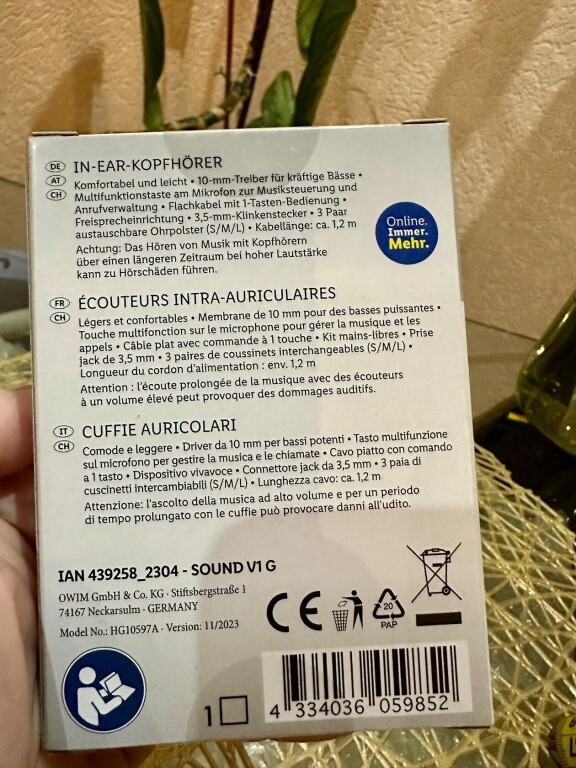 DE IN-EAR-KOPFHÖRER
AT Komfortabel und leicht • 10-mm-Treiber für kräftige Bässe •
CH Multifunktionstaste am Mikrofon zur Musiksteuerung und
Anrufverwaltung • Flachkabel mit 1-Tasten-Bedienung •
Freisprecheinrichtung • 3,5-mm-Klinkenstecker • 3 Paar
austauschbare Ohrpolster (S/M/L) • Kabellänge: ca. 1,2 m
Achtung: Das Hören von Musik mit Kopfhörern
über einen längeren Zeitraum bei hoher Lautstärke
kann zu Hörschäden führen.
Online.
Immer.
Mehr.
FR ÉCOUTEURS INTRA-AURICULAIRES
CH Légers et confortables • Membrane de 10 mm pour des basses puissantes •
Touche multifonction sur le microphone pour gérer la musique et les
appels • Câble plat avec commande à 1 touche • Kit mains-libres • Prise
jack de 3,5 mm • 3 paires de coussinets interchangeables (S/M/L) •
Longueur du cordon d'alimentation : env. 1,2 m
Attention : l'écoute prolongée de la musique avec des écouteurs
à un volume élevé peut provoquer des dommages auditifs.
IT CUFFIE AURICOLARI
CH Comode e leggere • Driver da 10 mm per bassi potenti • Tasto multifunzione
sul microfono per gestire la musica e le chiamate • Cavo piatto con comando
a 1 tasto • Dispositivo vivavoce • Connettore jack da 3,5 mm • 3 paia di
cuscinetti intercambiabili (S/M/L) • Lunghezza cavo: ca. 1,2 m
Attenzione: l'ascolto della musica ad alto volume e per un periodo
di tempo prolungato con le cuffie può provocare danni all'udito.
IAN 439258_2304 - SOUND V1 G
OWIM GmbH & Co. KG · Stiftsbergstraße 1
74167 Neckarsulm · GERMANY
Model No.: HG10597A · Version: 11/2023
CE
20
PAP
1
4 334036 059852